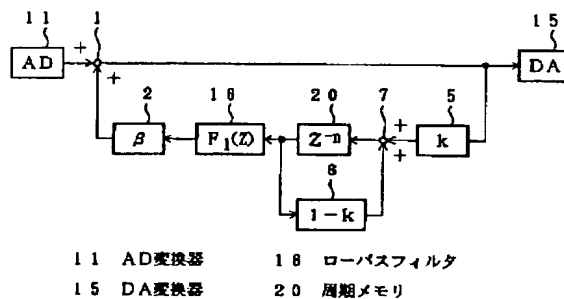 11 1 15
+
AD DA
+
2 16 20 7 5
β F₁(Z) Z⁻ⁿ + k
+
6
1-k
11 AD変換器 16 ローパスフィルタ
15 DA変換器 20 周期メモリ